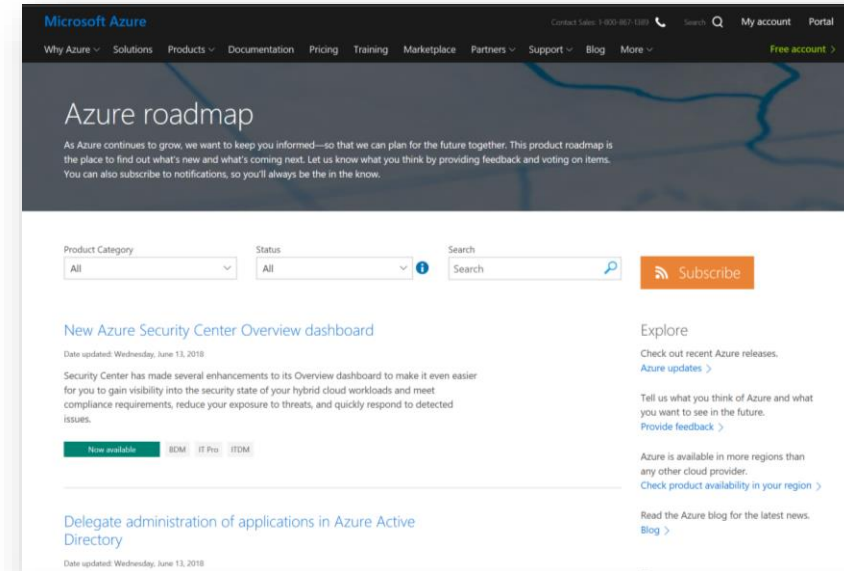 Microsoft Azure
Contact Sales: 1-800-867-1389
Search
My account
Portal
Why Azure
Solutions
Products
Documentation
Pricing
Training
Marketplace
Partners
Support
Blog
More
Free account >
Azure roadmap
As Azure continues to grow, we want to keep you informed—so that we can plan for the future together. This product roadmap is
the place to find out what's new and what's coming next. Let us know what you think by providing feedback and voting on items.
You can also subscribe to notifications, so you'll always be the in the know.
Product Category
All
Status
All
Search
Search
Subscribe
New Azure Security Center Overview dashboard
Date updated: Wednesday, June 13, 2018
Security Center has made several enhancements to its Overview dashboard to make it even easier
for you to gain visibility into the security state of your hybrid cloud workloads and meet
compliance requirements, reduce your exposure to threats, and quickly respond to detected
issues.
Now available
BDM
IT Pro
ITDM
Delegate administration of applications in Azure Active
Directory
Date updated: Wednesday, June 13, 2018
Explore
Check out recent Azure releases.
Azure updates >
Tell us what you think of Azure and what
you want to see in the future.
Provide feedback >
Azure is available in more regions than
any other cloud provider.
Check product availability in your region >
Read the Azure blog for the latest news.
Blog >